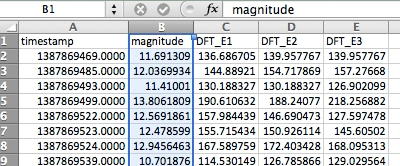 B1 fx magnitude
A B C D E
1 timestamp magnitude DFT_E1 DFT_E2 DFT_E3
2 1387869469.0000 11.691309 136.686705 139.957767 139.957767
3 1387869485.0000 12.0369934 144.88921 154.717869 157.27668
4 1387869493.0000 11.41001 130.188327 130.188327 126.902099
5 1387869499.0000 13.8061809 190.610632 188.24077 218.256882
6 1387869522.0000 12.5691861 157.984439 146.690473 127.597478
7 1387869523.0000 12.478599 155.715434 150.926114 145.60502
8 1387869524.0000 12.9456463 167.589759 172.403428 168.095313
9 1387869539.0000 10.701876 114.530149 126.785866 129.029564